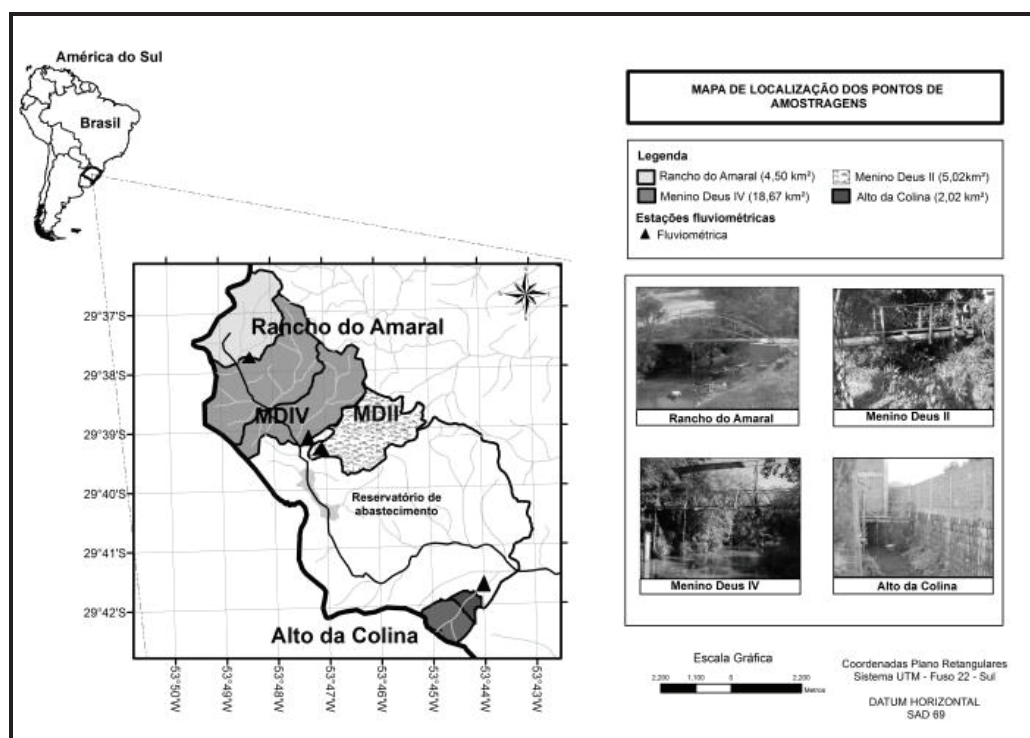 América do Sul
Brasil
MAPA DE LOCALIZAÇÃO DOS PONTOS DE
AMOSTRAGENS
Legenda
Rancho do Amaral (4,50 km²)
Menino Deus II (5,02km²)
Menino Deus IV (18,67 km²)
Alto da Colina (2,02 km²)
Estações fluviométricas
Fluviométrica
29°37'S
29°38'S
29°39'S
29°40'S
29°41'S
29°42'S
Rancho do Amaral
MDIV
MDII
Reservatório de
abastecimento
Alto da Colina
53°50'W
53°49'W
53°48'W
53°47'W
53°46'W
53°45'W
53°44'W
53°43'W
Rancho do Amaral
Menino Deus II
Menino Deus IV
Alto da Colina
Escala Gráfica
2,200 1,100 0 2,200
Metros
Coordenadas Plano Retangulares
Sistema UTM - Fuso 22 - Sul
DATUM HORIZONTAL
SAD 69